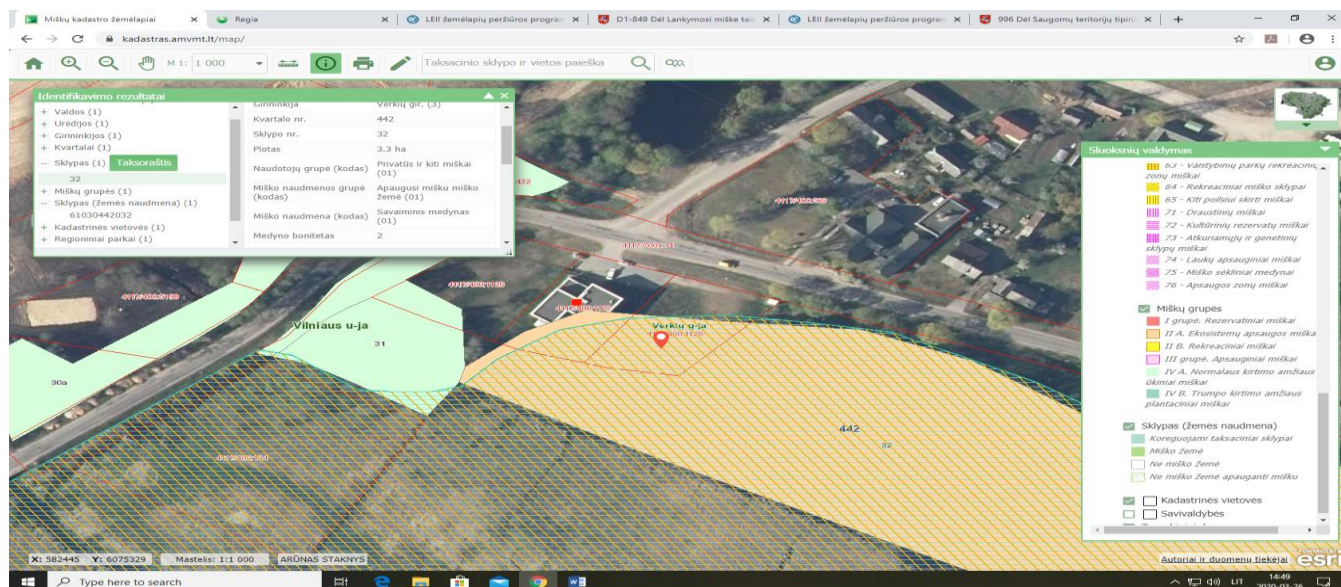 Miškų kadastro žemėlapiai
Regia
LEII žemėlapių peržiūros program
D1-849 Dėl Lankymosi miške tais
LEII žemėlapių peržiūros program
996 Dėl Saugomų teritorijų tipin
kadastras.amvmt.lt/map/
M 1: 1 000
Taksacinio sklypo ir vietos paieška
Identifikavimo rezultatai
+ Valdos (1)
+ Urėdijos (1)
+ Girininkijos (1)
+ Kvartalai (1)
− Sklypas (1) Taksoraštis
32
+ Miškų grupės (1)
− Sklypas (žemės naudmena) (1)
61030442032
+ Kadastrinės vietovės (1)
+ Regioniniai parkai (1)
Girininkija Verkių gir. (3)
Kvartalo nr. 442
Sklypo nr. 32
Plotas 3.3 ha
Naudotojų grupė (kodas) Privatūs ir kiti miškai (01)
Miško naudmenos grupė (kodas) Apaugusi mišku miško žemė (01)
Miško naudmena (kodas) Savaiminis medynas (01)
Medyno bonitetas 2
Vilniaus u-ja
31
30a
Verkių g-ja
442
32
Sluoksnių valdymas
63 - Valstybinių parkų rekreacinių
zonų miškai
64 - Rekreaciniai miško sklypai
65 - Kiti poilsiui skirti miškai
71 - Draustinių miškai
72 - Kultūrinių rezervatų miškai
73 - Atkuriamųjų ir genetinių
sklypų miškai
74 - Laukų apsauginiai miškai
75 - Miško sėkliniai medynai
76 - Apsaugos zonų miškai
Miškų grupės
I grupė. Rezervatiniai miškai
II A. Ekosistemų apsaugos miškai
II B. Rekreaciniai miškai
III grupė. Apsauginiai miškai
IV A. Normalaus kirtimo amžiaus
ūkiniai miškai
IV B. Trumpo kirtimo amžiaus
plantaciniai miškai
Sklypas (žemės naudmena)
Koreguojami taksaciniai sklypai
Miško žemė
Ne miško žemė
Ne miško žemė apauganti mišku
Kadastrinės vietovės
Savivaldybės
X: 582445 Y: 6075329
Mastelis: 1:1 000
ARŪNAS STAKNYS
Autoriai ir duomenų tiekėjai
esri
Type here to search
LIT
14:49
2020-03-26